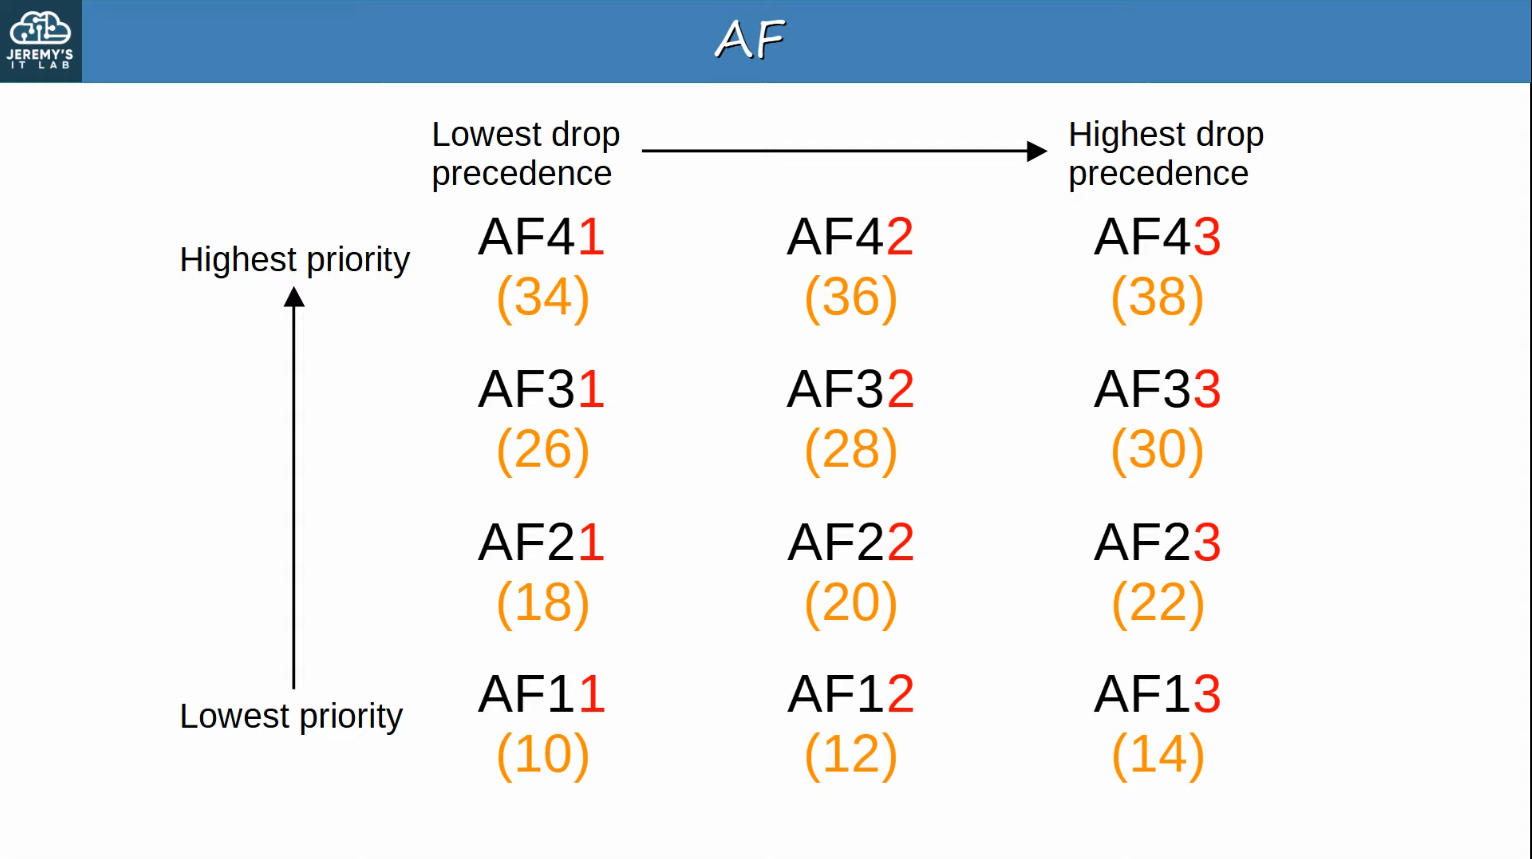 JEREMY'S
IT LAB
AF
Lowest drop
precedence
Highest drop
precedence
Highest priority
AF41
AF42
AF43
(34)
(36)
(38)
AF31
AF32
AF33
(26)
(28)
(30)
AF21
AF22
AF23
(18)
(20)
(22)
Lowest priority
AF11
AF12
AF13
(10)
(12)
(14)